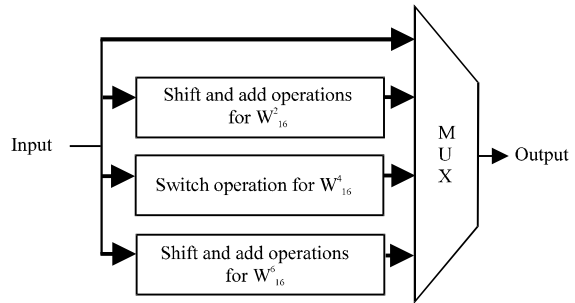 Shift and add operations
for W²₁₆
Input
Switch operation for W⁴₁₆
M
U
X
Output
Shift and add operations
for W⁶₁₆